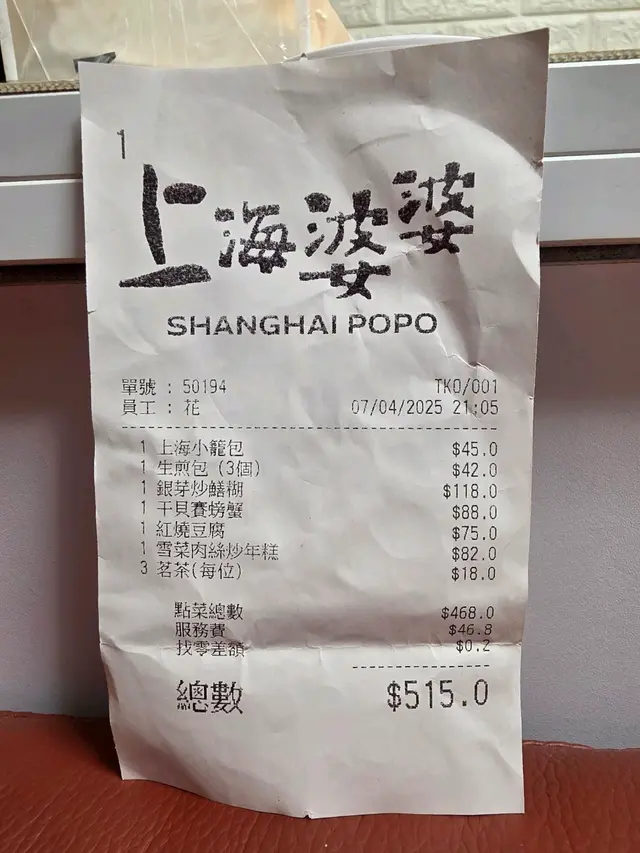 1
上海婆婆
SHANGHAI POPO
單號 : 50194 TKO/001
員工 : 花 07/04/2025 21:05
1 上海小籠包 $45.0
1 生煎包 (3個) $42.0
1 銀芽炒鱔糊 $118.0
1 干貝賽螃蟹 $88.0
1 紅燒豆腐 $75.0
1 雪菜肉絲炒年糕 $82.0
3 茗茶(每位) $18.0
點菜總數 $468.0
服務費 $46.8
找零差額 $0.2
總數 $515.0